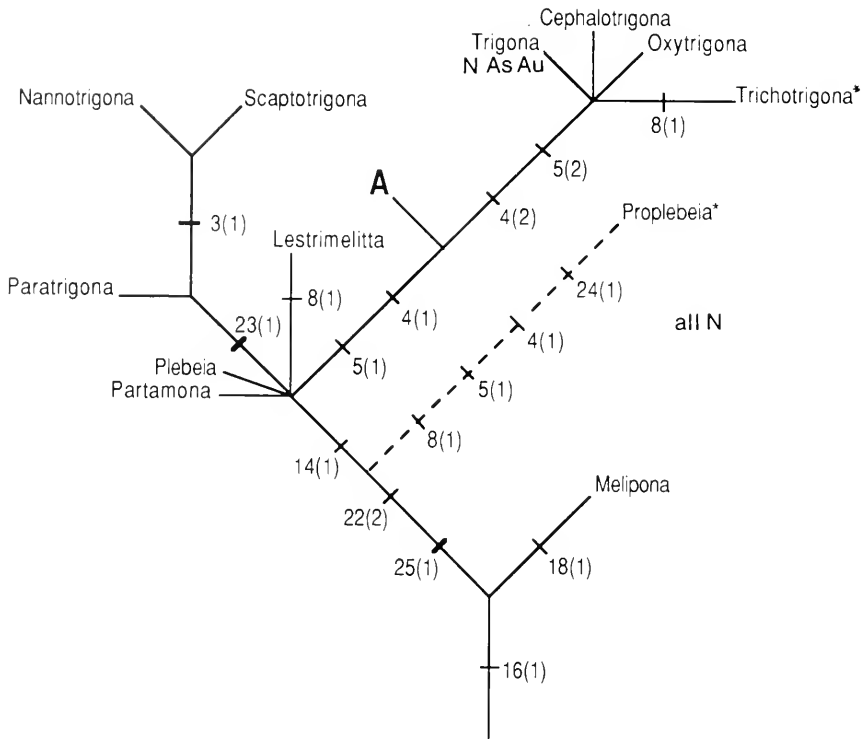 Cephalotrigona
Trigona
Oxytrigona
N As Au
Nannotrigona
Scaptotrigona
Trichotrigona*
8(1)
5(2)
A
4(2)
Proplebeia*
3(1)
Lestrimelitta
24(1)
Paratrigona
8(1)
4(1)
4(1)
all N
23(1)
5(1)
Plebeia
5(1)
Partamona
8(1)
14(1)
Melipona
22(2)
25(1)
18(1)
16(1)